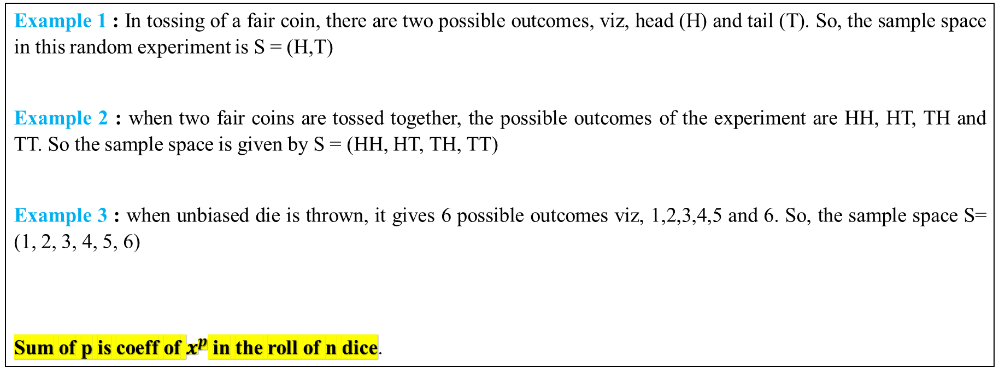 Example 1 : In tossing of a fair coin, there are two possible outcomes, viz, head (H) and tail (T). So, the sample space
in this random experiment is S = (H,T)
Example 2 : when two fair coins are tossed together, the possible outcomes of the experiment are HH, HT, TH and
TT. So the sample space is given by S = (HH, HT, TH, TT)
Example 3 : when unbiased die is thrown, it gives 6 possible outcomes viz, 1,2,3,4,5 and 6. So, the sample space S=
(1, 2, 3, 4, 5, 6)
Sum of p is coeff of x^p in the roll of n dice.